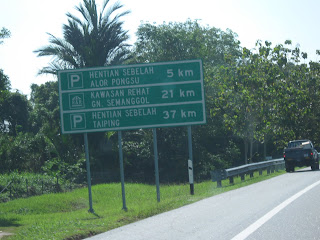 P HENTIAN SEBELAH
ALOR PONGSU 5 km
KAWASAN REHAT
GN. SEMANGGOL 21 km
P HENTIAN SEBELAH
TAIPING 37 km